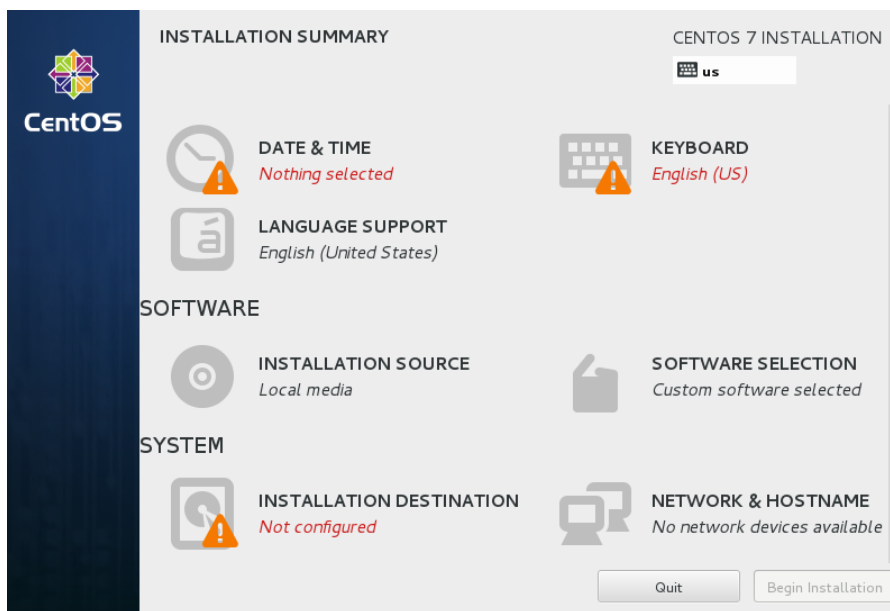 INSTALLATION SUMMARY
CENTOS 7 INSTALLATION
us
CentOS
DATE & TIME
Nothing selected
KEYBOARD
English (US)
á
LANGUAGE SUPPORT
English (United States)
SOFTWARE
INSTALLATION SOURCE
Local media
SOFTWARE SELECTION
Custom software selected
SYSTEM
INSTALLATION DESTINATION
Not configured
NETWORK & HOSTNAME
No network devices available
Quit
Begin Installation